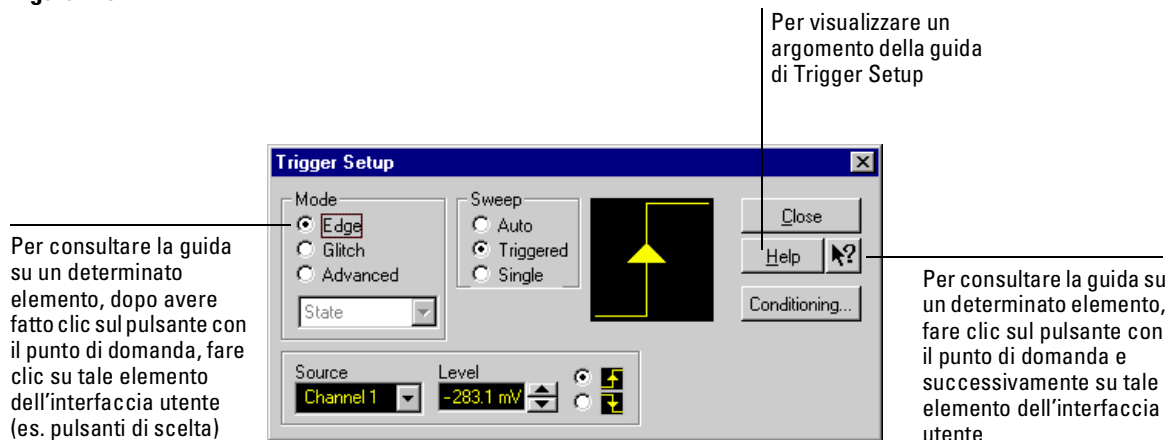 Per visualizzare un
argomento della guida
di Trigger Setup
Trigger Setup
Mode
Edge
Glitch
Advanced
State
Sweep
Auto
Triggered
Single
Close
Help
?
Conditioning...
Source
Channel 1
Level
-283.1 mV
Per consultare la guida
su un determinato
elemento, dopo avere
fatto clic sul pulsante con
il punto di domanda, fare
clic su tale elemento
dell'interfaccia utente
(es. pulsanti di scelta)
Per consultare la guida su
un determinato elemento,
fare clic sul pulsante con
il punto di domanda e
successivamente su tale
elemento dell'interfaccia
utente